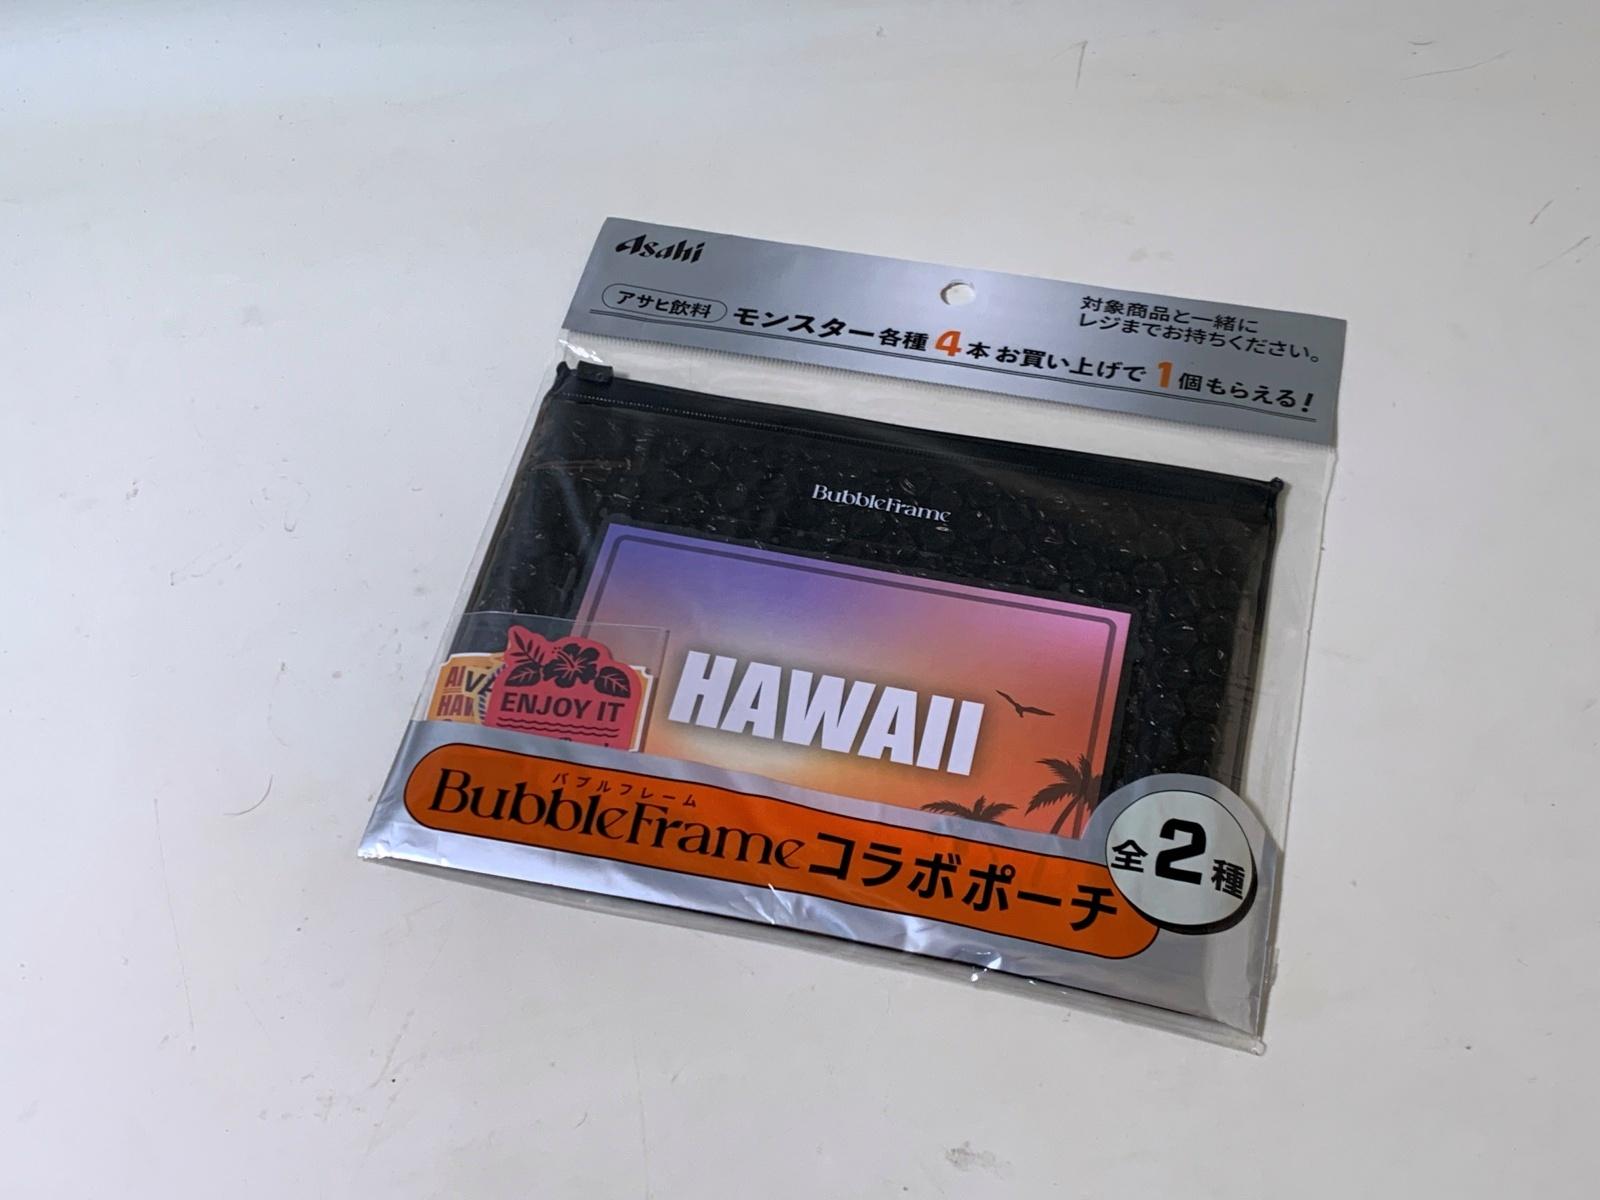 Asahi
アサヒ飲料 モンスター各種4本お買い上げで1個もらえる!
対象商品と一緒に
レジまでお持ちください。
BubbleFrame
HAWAII
ENJOY IT
バブルフレーム
BubbleFrameコラボポーチ
全2種